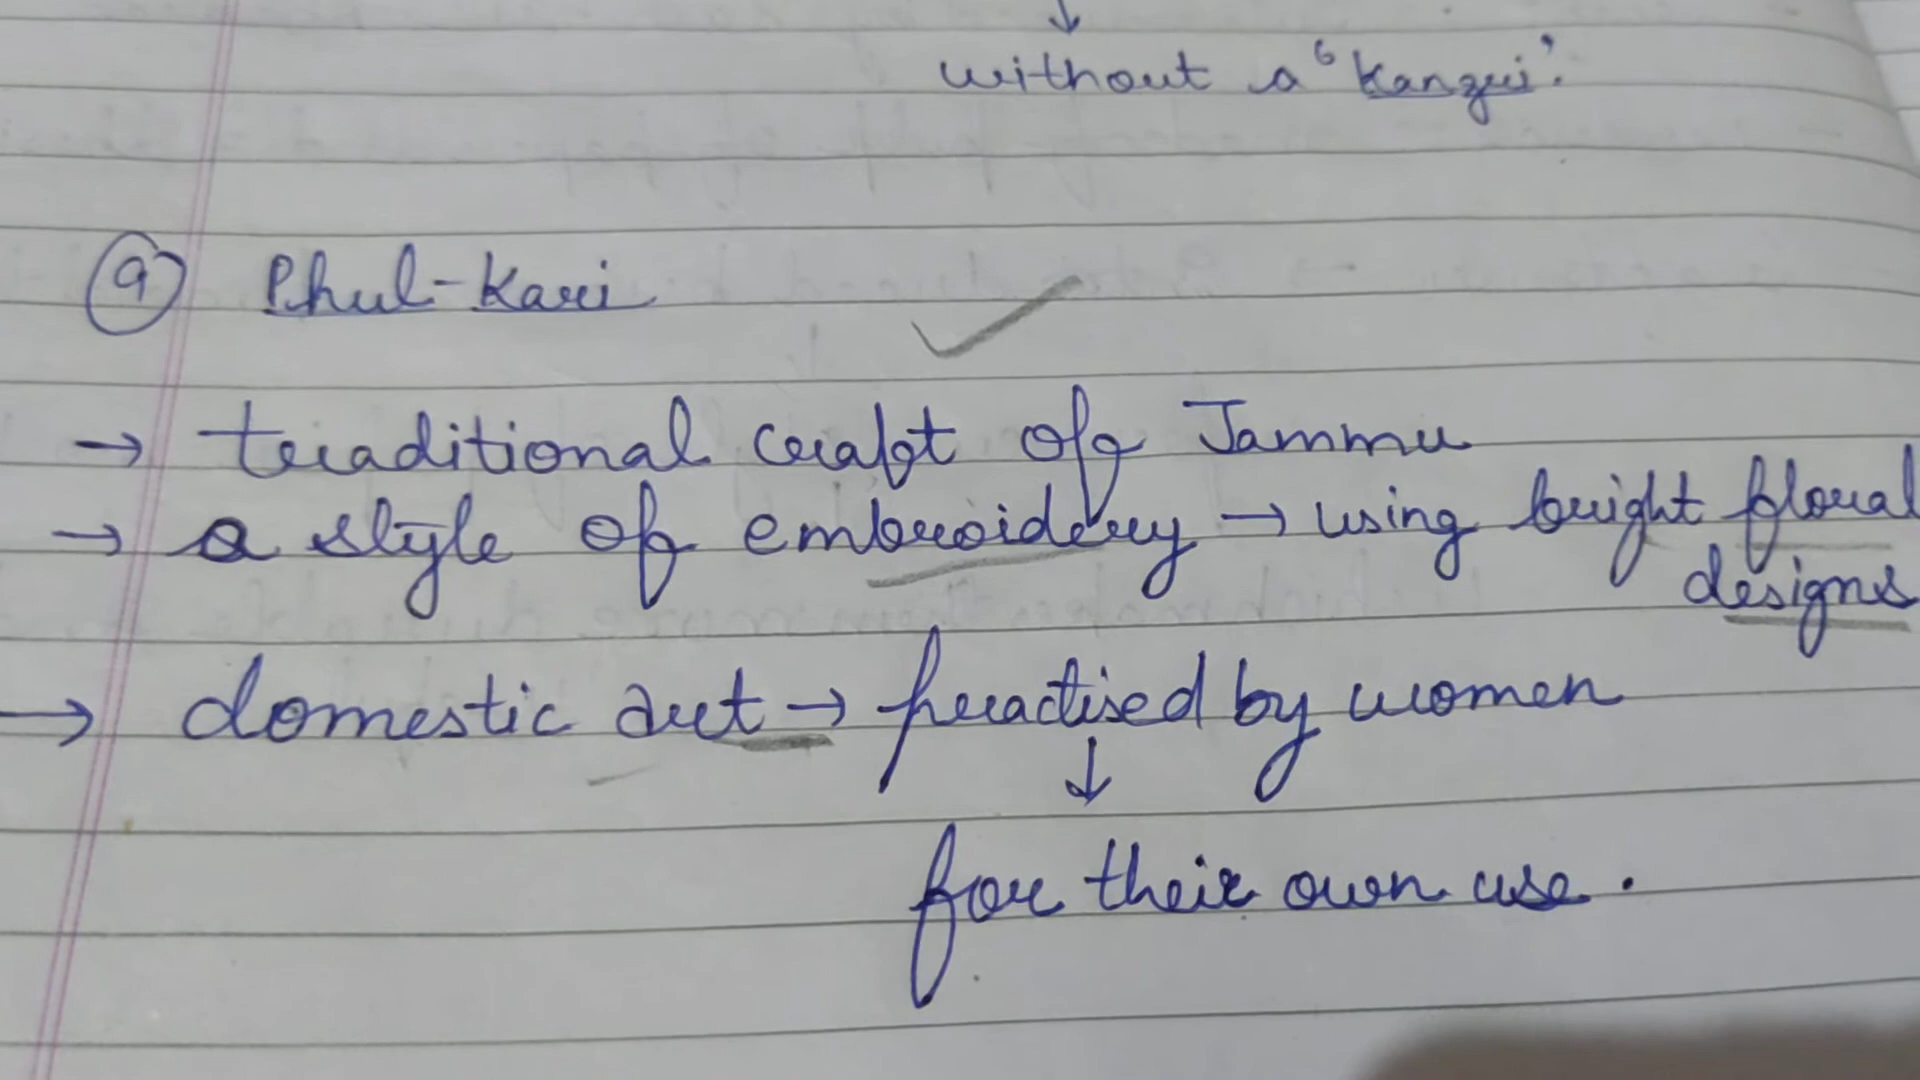 ↓
without a 'Kangri'.
9 Phul-Kari
→ traditional craft of Jammu
→ a style of embroidery → using bright floral
designs
→ domestic art → practised by women
↓
for their own use.